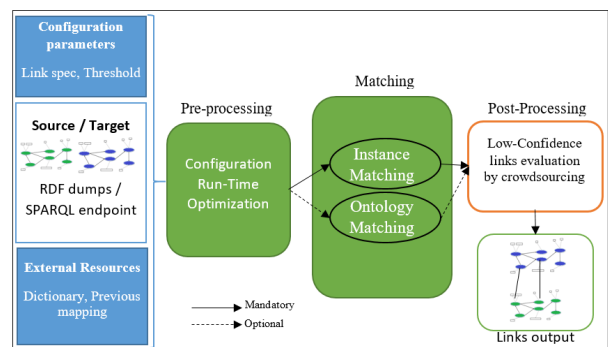 Configuration
parameters
Link spec, Threshold
Source / Target
RDF dumps /
SPARQL endpoint
External Resources
Dictionary, Previous
mapping
Pre-processing
Configuration
Run-Time
Optimization
Matching
Instance
Matching
Ontology
Matching
Post-Processing
Low-Confidence
links evaluation
by crowdsourcing
Links output
Mandatory
Optional